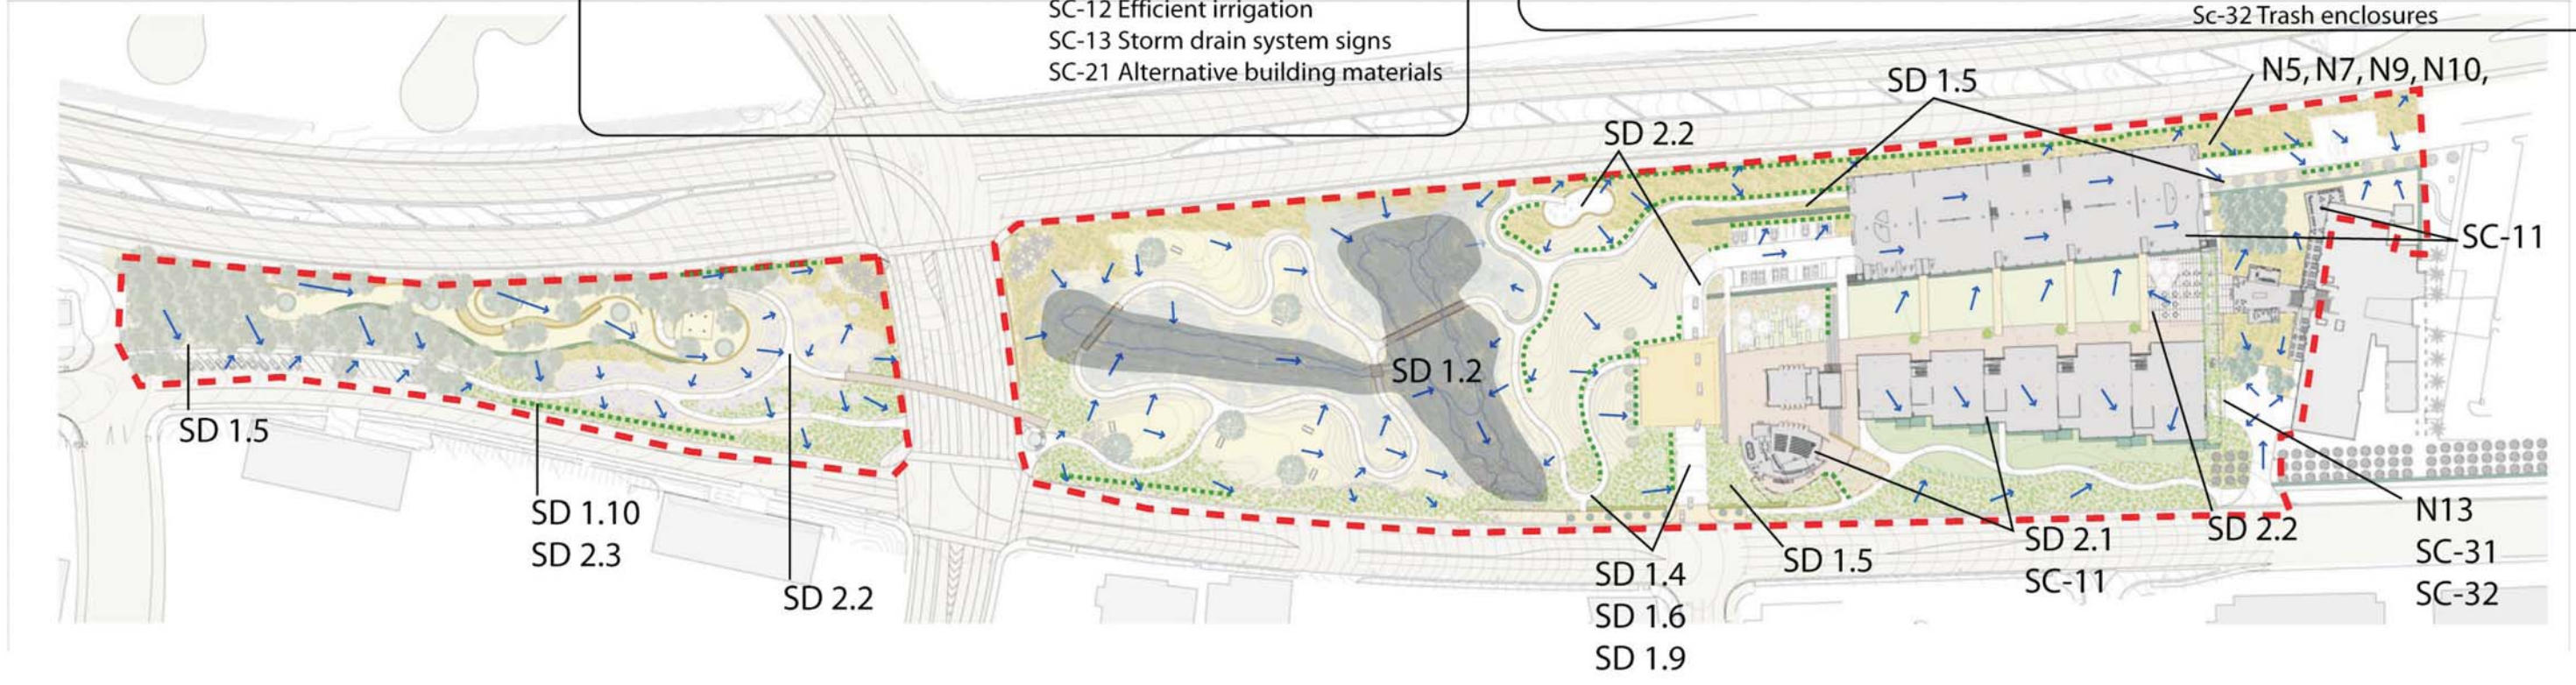 SC-12 Efficient irrigation
SC-13 Storm drain system signs
SC-21 Alternative building materials
Sc-32 Trash enclosures
N5, N7, N9, N10,
SD 1.5
SD 2.2
SC-11
SD 1.2
SD 1.5
SD 1.10
SD 2.3
SD 2.2
SD 1.4
SD 1.6
SD 1.9
SD 1.5
SD 2.1
SC-11
SD 2.2
N13
SC-31
SC-32